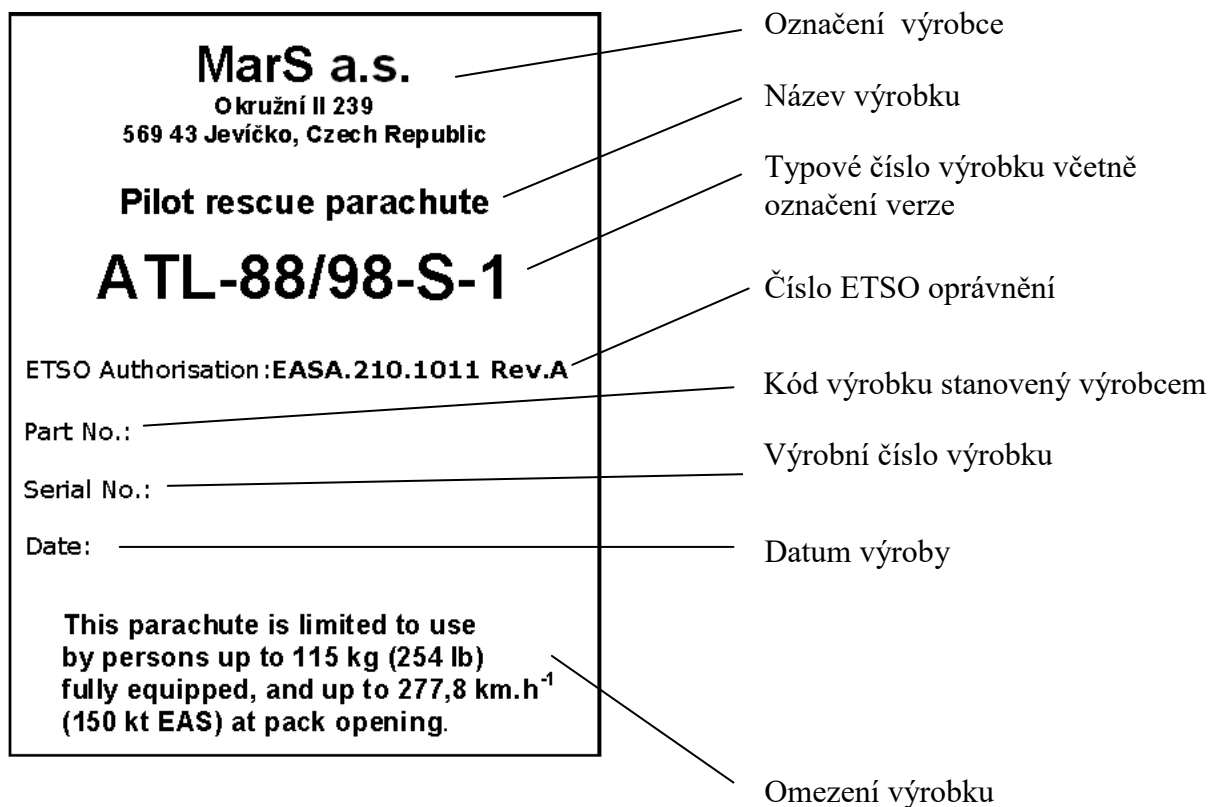 MarS a.s.
Okružní II 239
569 43 Jevíčko, Czech Republic
Pilot rescue parachute
ATL-88/98-S-1
ETSO Authorisation:EASA.210.1011 Rev.A
Part No.:
Serial No.:
Date:
This parachute is limited to use
by persons up to 115 kg (254 lb)
fully equipped, and up to 277,8 km.h⁻¹
(150 kt EAS) at pack opening.
Označení výrobce
Název výrobku
Typové číslo výrobku včetně
označení verze
Číslo ETSO oprávnění
Kód výrobku stanovený výrobcem
Výrobní číslo výrobku
Datum výroby
Omezení výrobku